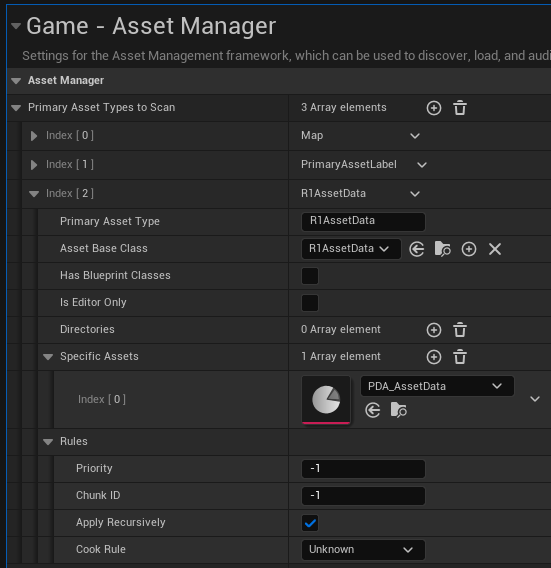 Game - Asset Manager
Settings for the Asset Management framework, which can be used to discover, load, and audi
Asset Manager
Primary Asset Types to Scan 3 Array elements
Index [ 0 ] Map
Index [ 1 ] PrimaryAssetLabel
Index [ 2 ] R1AssetData
Primary Asset Type R1AssetData
Asset Base Class R1AssetData
Has Blueprint Classes
Is Editor Only
Directories 0 Array element
Specific Assets 1 Array element
Index [ 0 ] PDA_AssetData
Rules
Priority -1
Chunk ID -1
Apply Recursively
Cook Rule Unknown